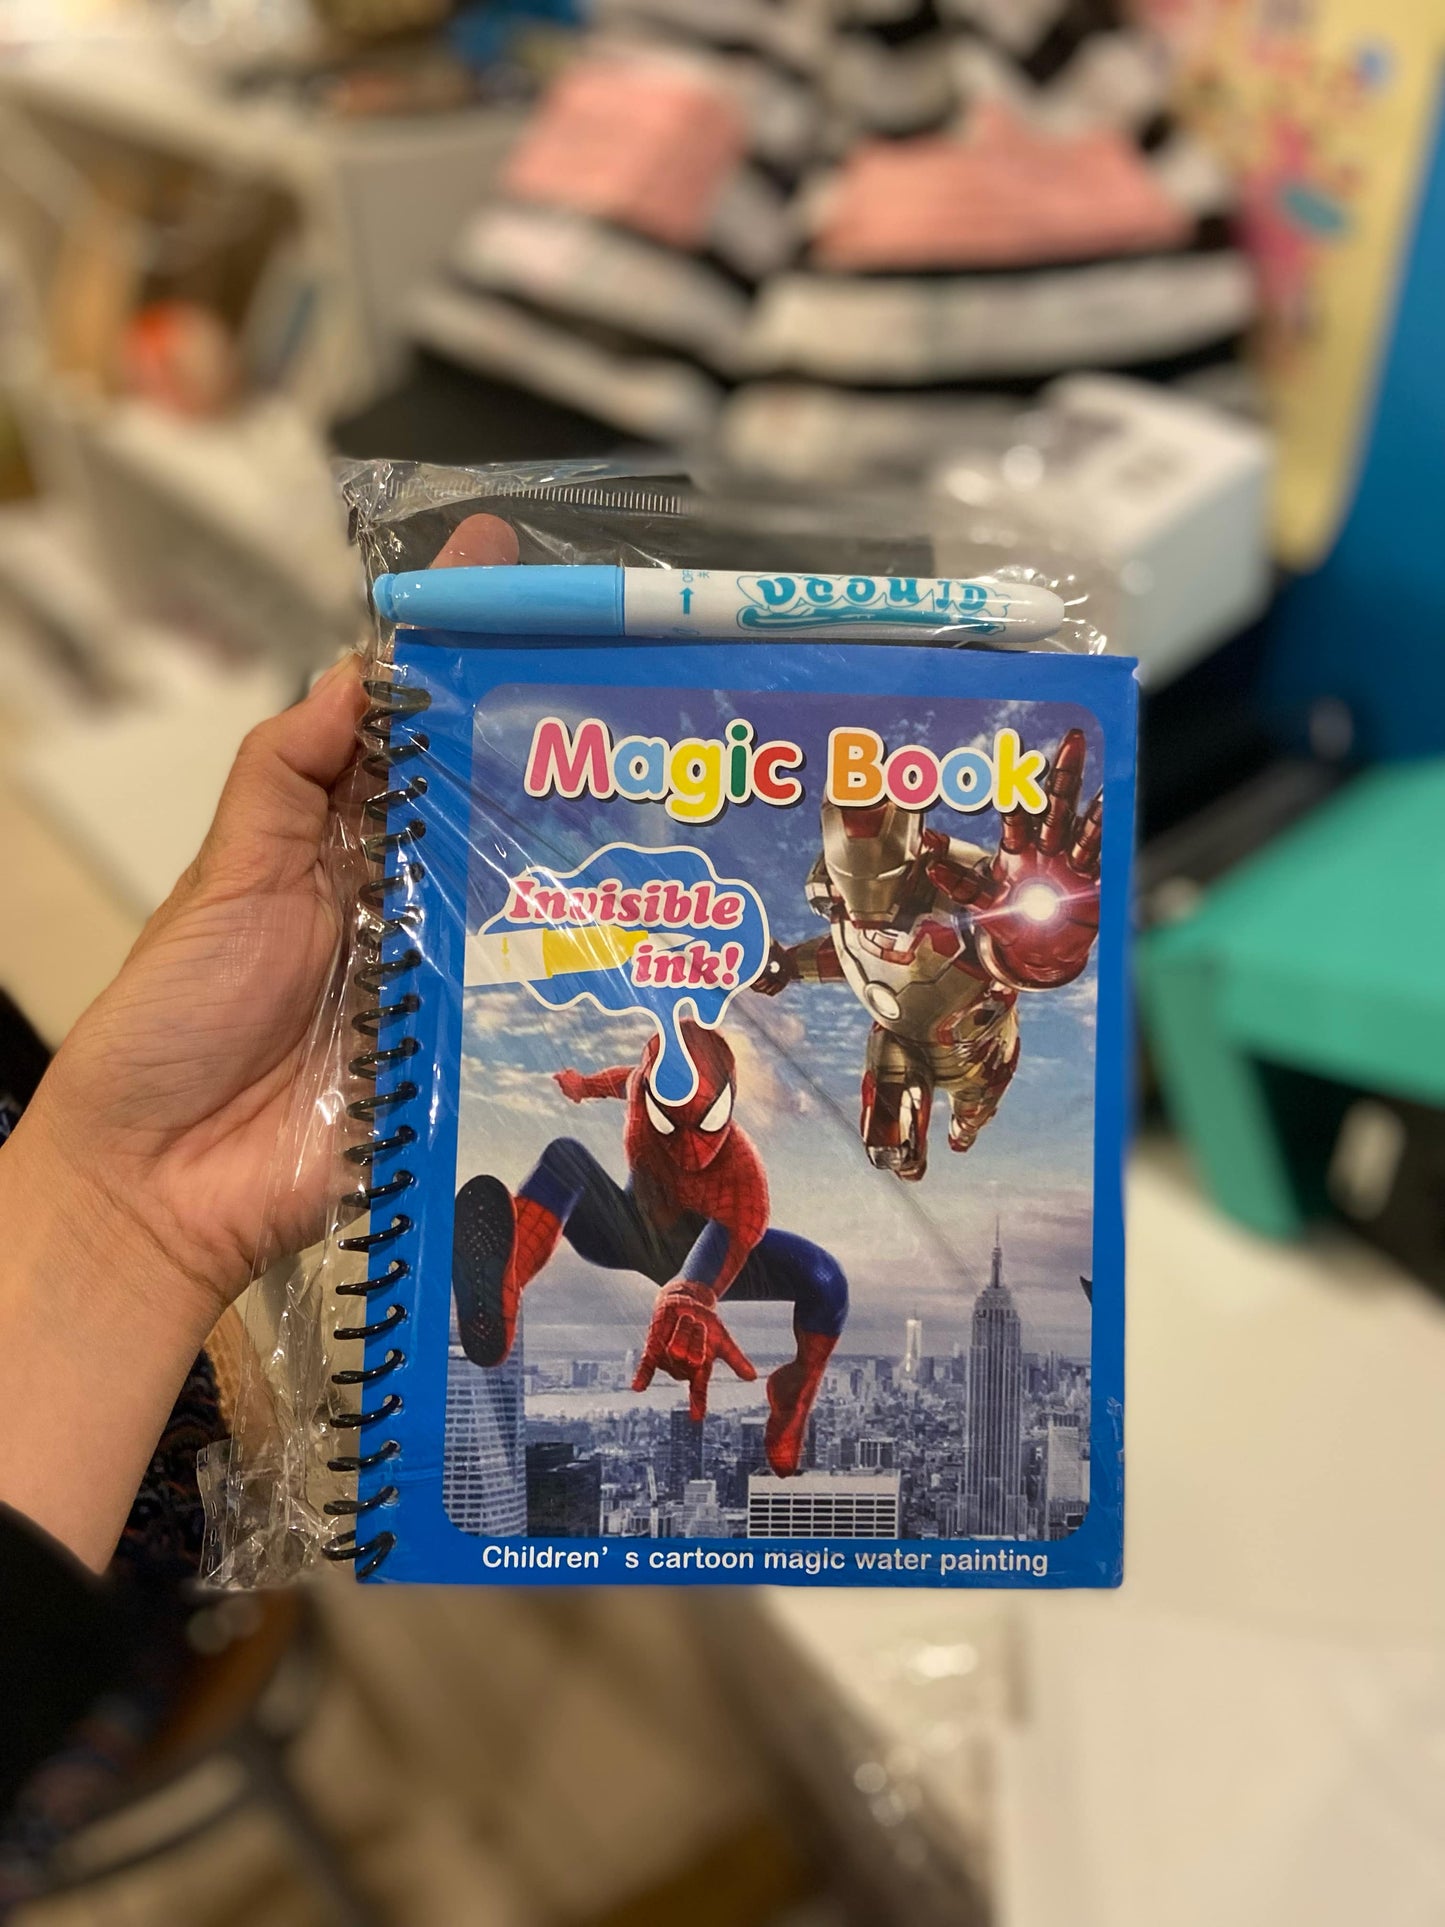 Magic Book
Invisible
ink!
Children’ s cartoon magic water painting